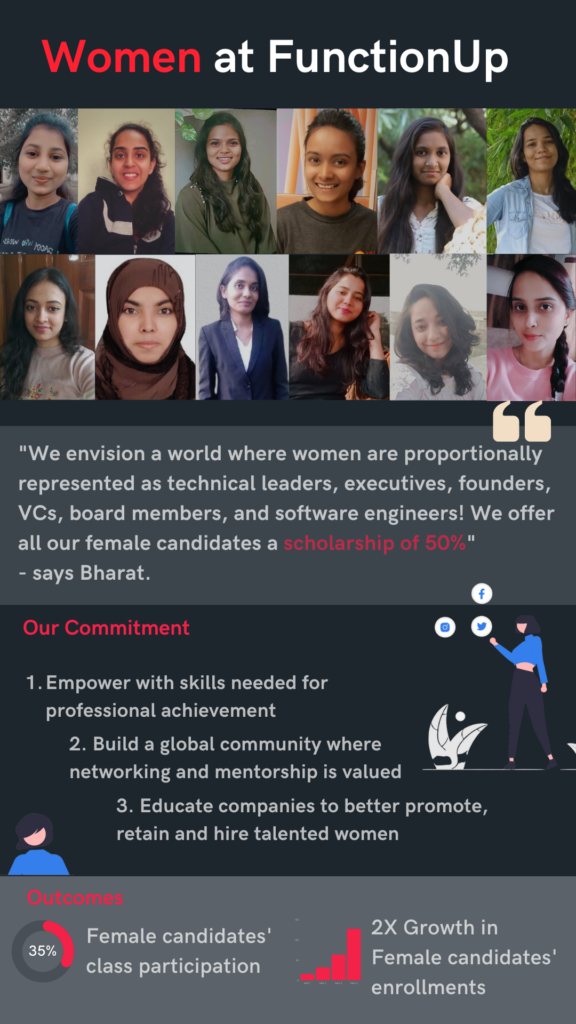 Women at FunctionUp
"We envision a world where women are proportionally
represented as technical leaders, executives, founders,
VCs, board members, and software engineers! We offer
all our female candidates a scholarship of 50%"
- says Bharat.
Our Commitment
1. Empower with skills needed for
professional achievement
2. Build a global community where
networking and mentorship is valued
3. Educate companies to better promote,
retain and hire talented women
Outcomes
35%
Female candidates'
class participation
2X Growth in
Female candidates'
enrollments